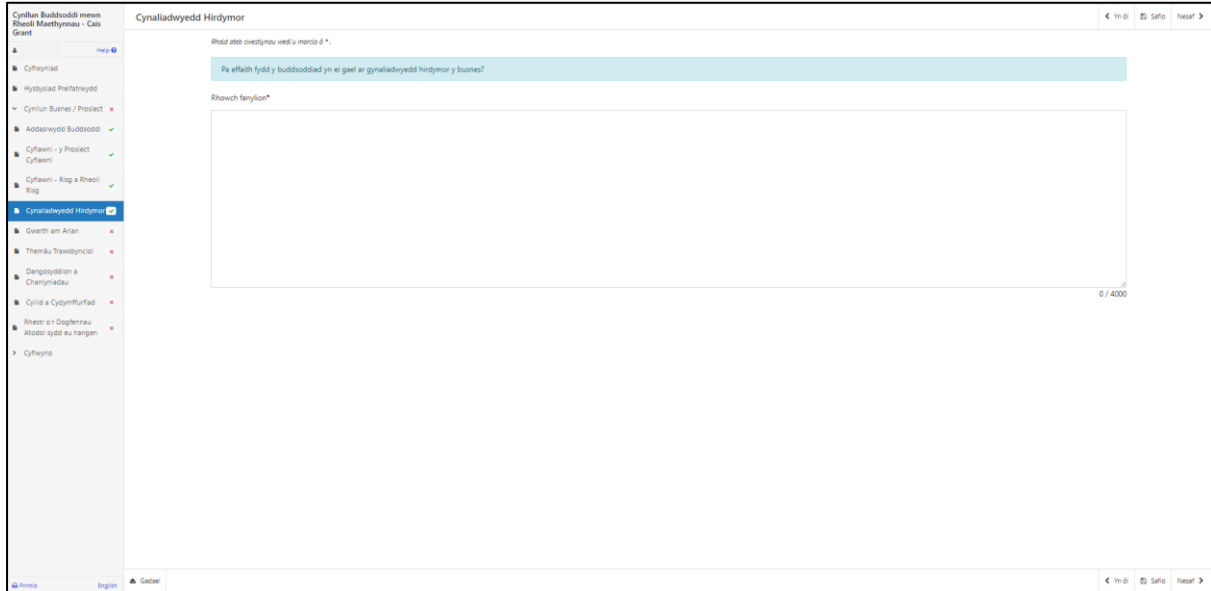 Cynllun Buddsoddi mewn
Rheoli Maethynnau - Cais
Grant
Help
Cyflwyniad
Hysbysiad Preifatrwydd
Cynllun Busnes / Prosiect
Addasrwydd Buddsoddi
Cyflawni - y Prosiect
Cyflawni
Cyflawni - Risg a Rheoli
Risg
Cynaliadwyedd Hirdymor
Gwerth am Arian
Themâu Trawsbynciol
Dangosyddion a
Chanlyniadau
Cyllid a Cydymffurfiad
Rhestr o'r Dogfennau
Atodol sydd eu hangen
Cyflwyno
Printio English
Cynaliadwyedd Hirdymor
Yn ôl Safio Nesaf
Rhaid ateb cwestiynau wedi'u marcio â *.
Pa effaith fydd y buddsoddiad yn ei gael ar gynaliadwyedd hirdymor y busnes?
Rhowch fanylion*
0 / 4000
Gadael
Yn ôl Safio Nesaf